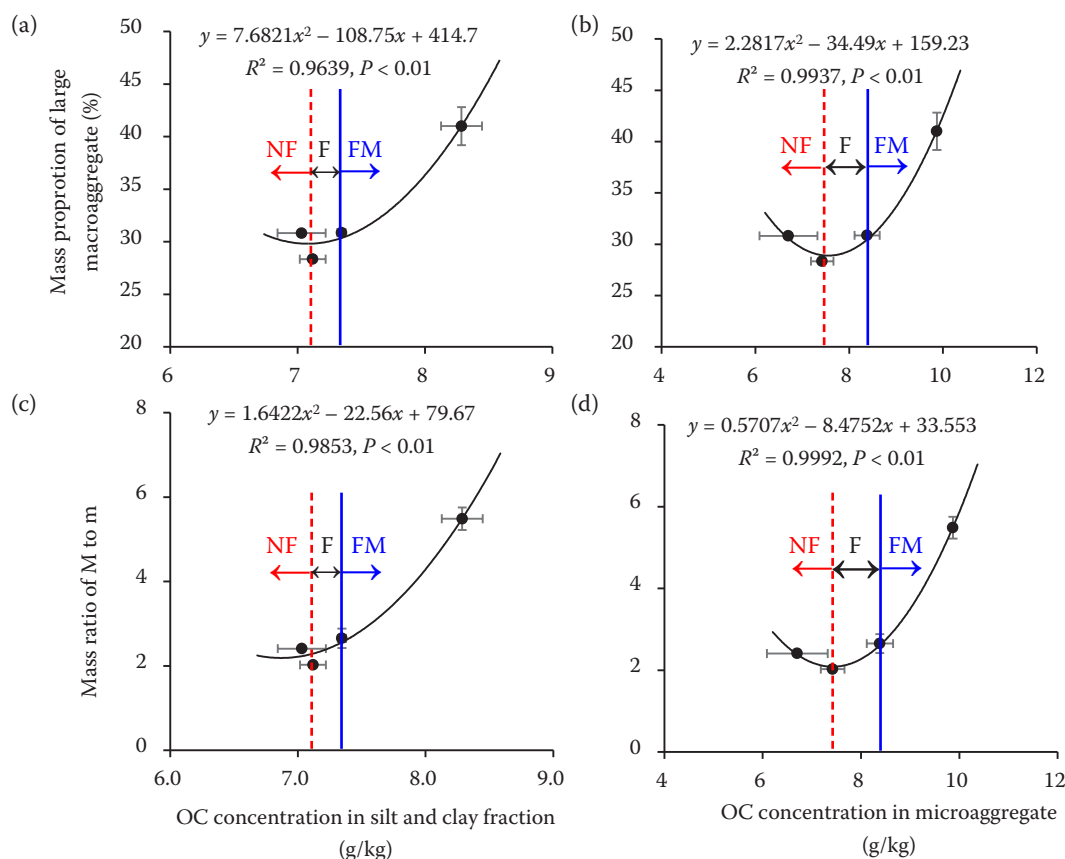 (a)
y = 7.6821x² − 108.75x + 414.7
R² = 0.9639, P < 0.01
NF
F
FM
50
45
40
35
30
25
20
6
7
8
9
Mass proprotion of large
macroaggregate (%)
(b)
y = 2.2817x² − 34.49x + 159.23
R² = 0.9937, P < 0.01
NF
F
FM
50
45
40
35
30
25
20
4
6
8
10
12
(c)
y = 1.6422x² − 22.56x + 79.67
R² = 0.9853, P < 0.01
NF
F
FM
8
6
4
2
0
6.0
7.0
8.0
9.0
Mass ratio of M to m
OC concentration in silt and clay fraction
(g/kg)
(d)
y = 0.5707x² − 8.4752x + 33.553
R² = 0.9992, P < 0.01
NF
F
FM
8
6
4
2
0
4
6
8
10
12
OC concentration in microaggregate
(g/kg)